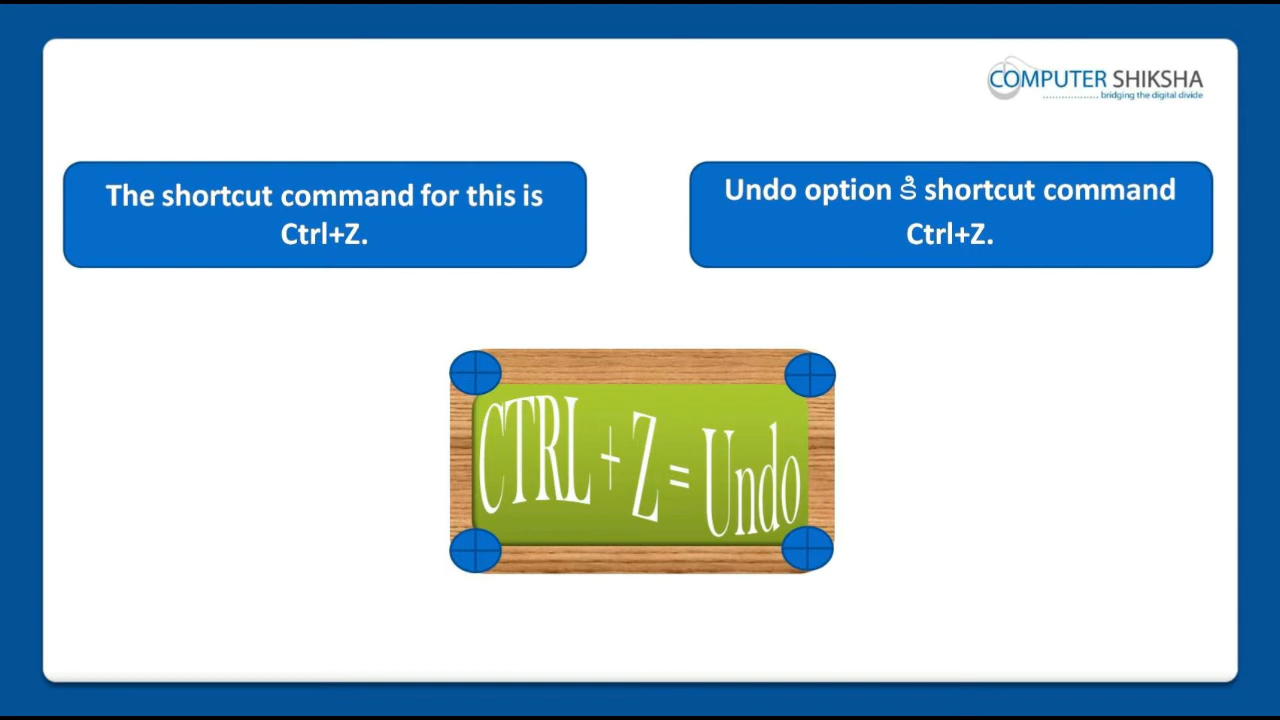 COMPUTER SHIKSHA
bridging the digital divide
The shortcut command for this is
Ctrl+Z.
Undo option కి shortcut command
Ctrl+Z.
CTRL + Z = Undo